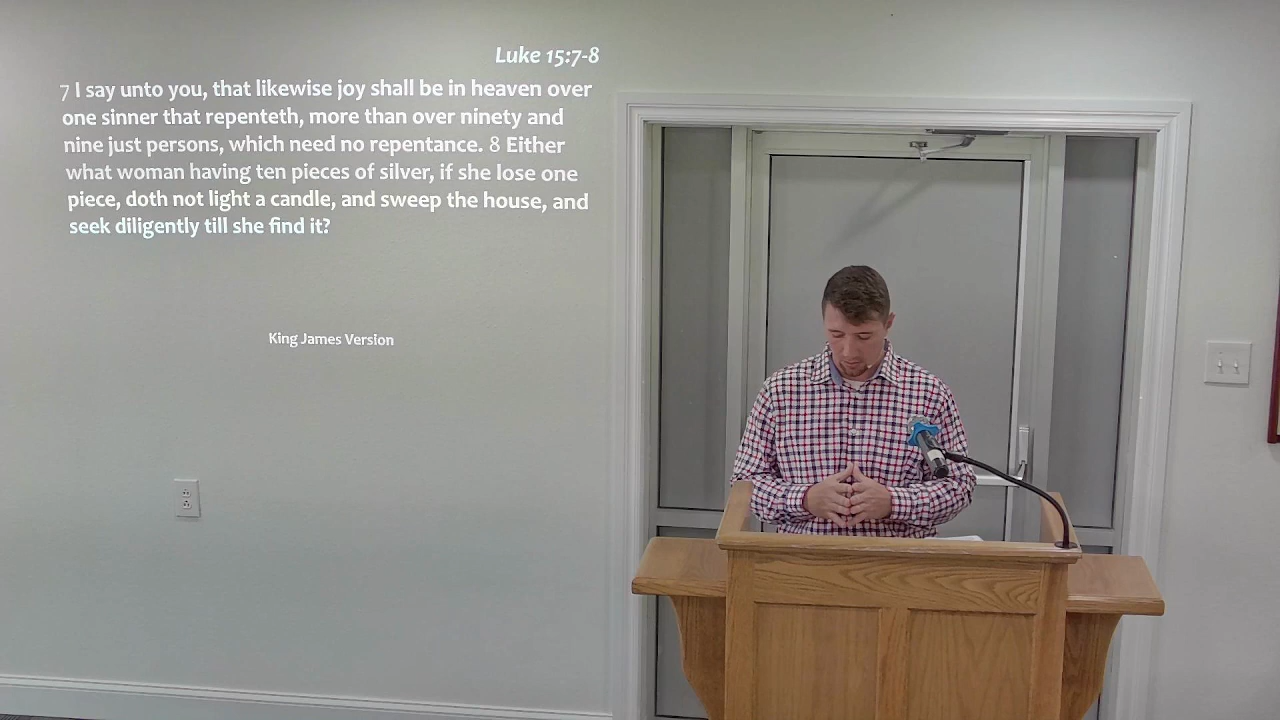 Luke 15:7-8
7 I say unto you, that likewise joy shall be in heaven over
one sinner that repenteth, more than over ninety and
nine just persons, which need no repentance. 8 Either
what woman having ten pieces of silver, if she lose one
piece, doth not light a candle, and sweep the house, and
seek diligently till she find it?
King James Version